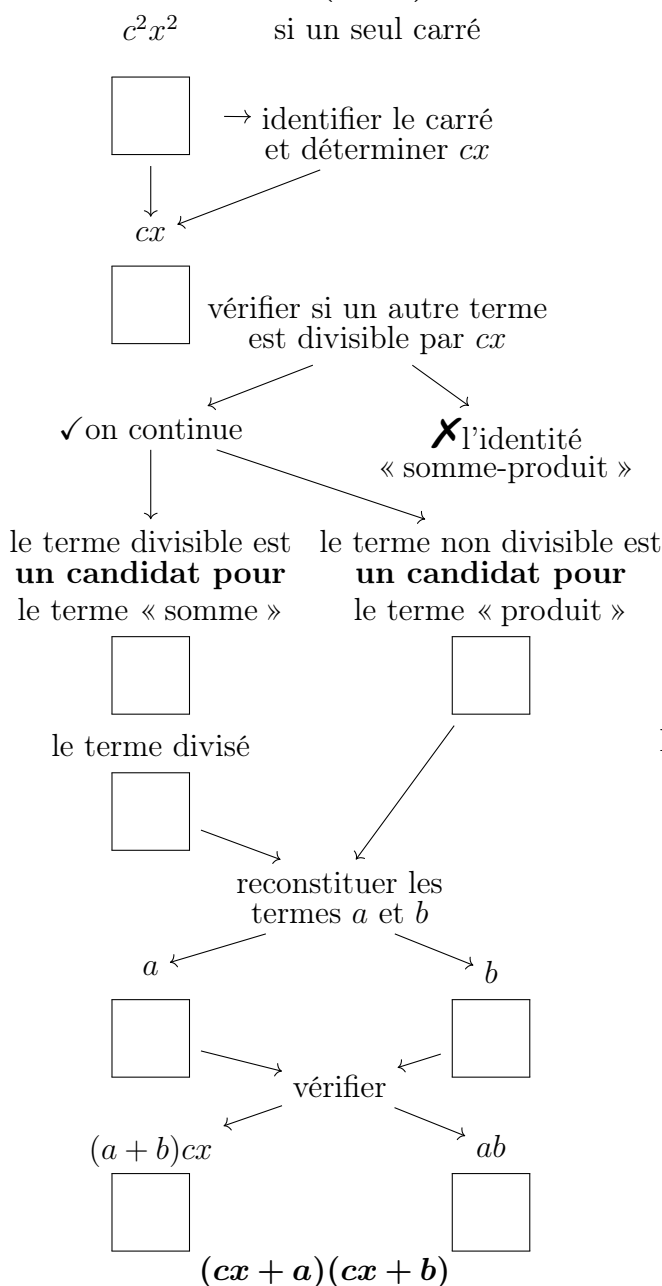 c²x² si un seul carré
→ identifier le carré
et déterminer cx
cx
vérifier si un autre terme
est divisible par cx
✓on continue
✗l'identité
« somme-produit »
le terme divisible est
un candidat pour
le terme « somme »
le terme non divisible est
un candidat pour
le terme « produit »
le terme divisé
reconstituer les
termes a et b
a
b
vérifier
(a + b)cx
ab
(cx + a)(cx + b)